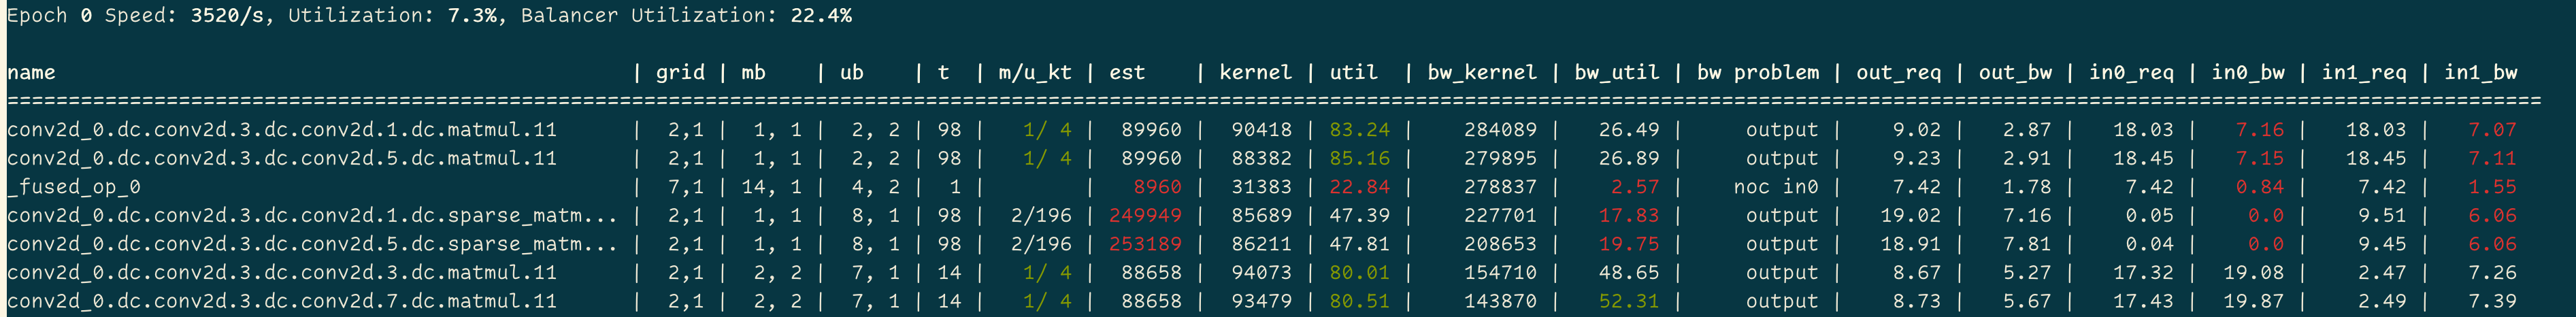 Epoch 0 Speed: 3520/s, Utilization: 7.3%, Balancer Utilization: 22.4%
name | grid | mb | ub | t | m/u_kt | est | kernel | util | bw_kernel | bw_util | bw problem | out_req | out_bw | in0_req | in0_bw | in1_req | in1_bw
================================================================================================================================================================================================================
conv2d_0.dc.conv2d.3.dc.conv2d.1.dc.matmul.11 | 2,1 | 1, 1 | 2, 2 | 98 | 1/ 4 | 89960 | 90418 | 83.24 | 284089 | 26.49 | output | 9.02 | 2.87 | 18.03 | 7.16 | 18.03 | 7.07
conv2d_0.dc.conv2d.3.dc.conv2d.5.dc.matmul.11 | 2,1 | 1, 1 | 2, 2 | 98 | 1/ 4 | 89960 | 88382 | 85.16 | 279895 | 26.89 | output | 9.23 | 2.91 | 18.45 | 7.15 | 18.45 | 7.11
_fused_op_0 | 7,1 | 14, 1 | 4, 2 | 1 | | 8960 | 31383 | 22.84 | 278837 | 2.57 | noc in0 | 7.42 | 1.78 | 7.42 | 0.84 | 7.42 | 1.55
conv2d_0.dc.conv2d.3.dc.conv2d.1.dc.sparse_matm... | 2,1 | 1, 1 | 8, 1 | 98 | 2/196 | 249949 | 85689 | 47.39 | 227701 | 17.83 | output | 19.02 | 7.16 | 0.05 | 0.0 | 9.51 | 6.06
conv2d_0.dc.conv2d.3.dc.conv2d.5.dc.sparse_matm... | 2,1 | 1, 1 | 8, 1 | 98 | 2/196 | 253189 | 86211 | 47.81 | 208653 | 19.75 | output | 18.91 | 7.81 | 0.04 | 0.0 | 9.45 | 6.06
conv2d_0.dc.conv2d.3.dc.conv2d.3.dc.matmul.11 | 2,1 | 2, 2 | 7, 1 | 14 | 1/ 4 | 88658 | 94073 | 80.01 | 154710 | 48.65 | output | 8.67 | 5.27 | 17.32 | 19.08 | 2.47 | 7.26
conv2d_0.dc.conv2d.3.dc.conv2d.7.dc.matmul.11 | 2,1 | 2, 2 | 7, 1 | 14 | 1/ 4 | 88658 | 93479 | 80.51 | 143870 | 52.31 | output | 8.73 | 5.67 | 17.43 | 19.87 | 2.49 | 7.39